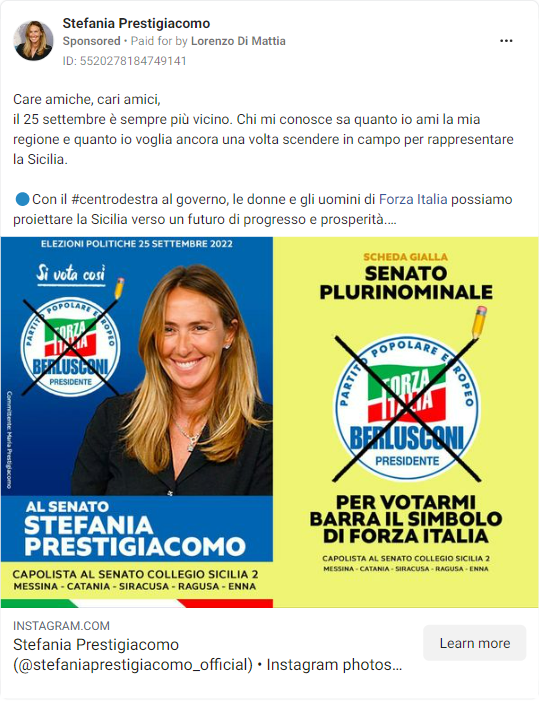 Stefania Prestigiacomo
Sponsored • Paid for by Lorenzo Di Mattia
ID: 5520278184749141
Care amiche, cari amici,
il 25 settembre è sempre più vicino. Chi mi conosce sa quanto io ami la mia
regione e quanto io voglia ancora una volta scendere in campo per rappresentare
la Sicilia.
🔵Con il #centrodestra al governo, le donne e gli uomini di Forza Italia possiamo
proiettare la Sicilia verso un futuro di progresso e prosperità....
ELEZIONI POLITICHE 25 SETTEMBRE 2022
Si vota così
PARTITO POPOLARE EUROPEO
FORZA
ITALIA
BERLUSCONI
PRESIDENTE
Committente: Maria Prestigiacomo
AL SENATO
STEFANIA
PRESTIGIACOMO
CAPOLISTA AL SENATO COLLEGIO SICILIA 2
MESSINA - CATANIA - SIRACUSA - RAGUSA - ENNA
SCHEDA GIALLA
SENATO
PLURINOMINALE
PARTITO POPOLARE EUROPEO
FORZA
ITALIA
BERLUSCONI
PRESIDENTE
PER VOTARMI
BARRA IL SIMBOLO
DI FORZA ITALIA
CAPOLISTA AL SENATO COLLEGIO SICILIA 2
MESSINA - CATANIA - SIRACUSA - RAGUSA - ENNA
INSTAGRAM.COM
Stefania Prestigiacomo
(@stefaniaprestigiacomo_official) • Instagram photos...
Learn more